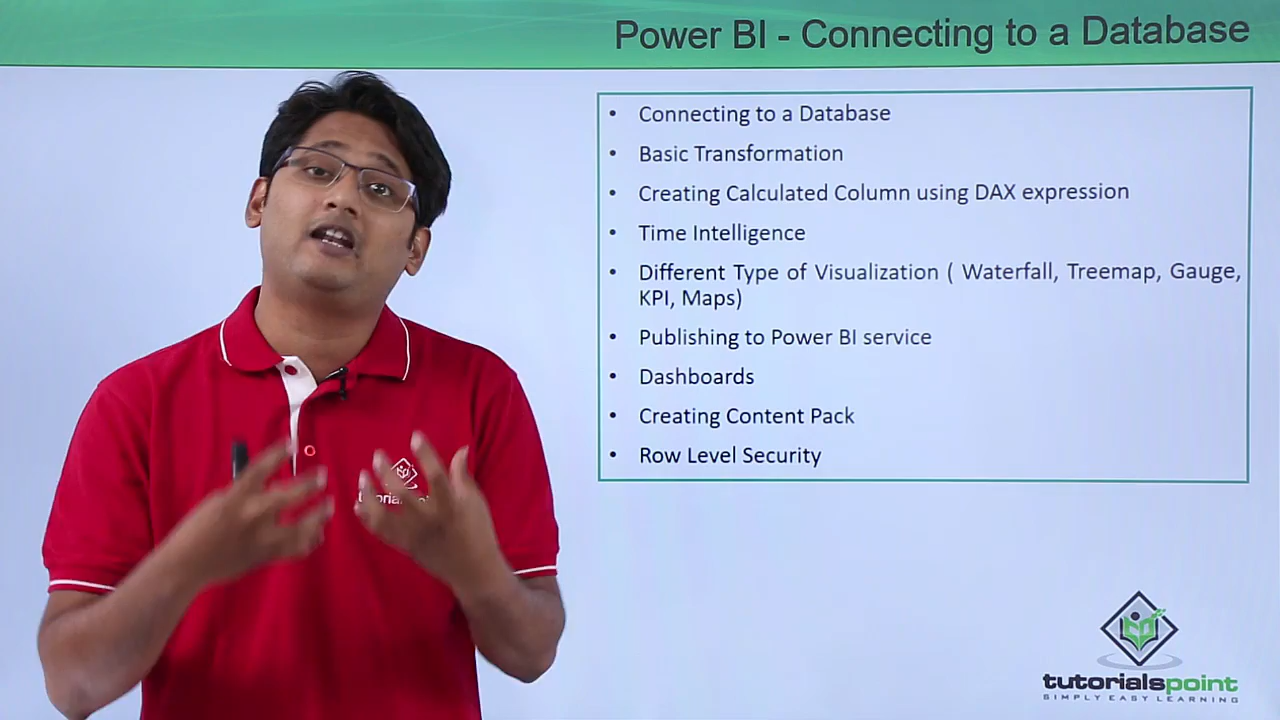 Power BI - Connecting to a Database
• Connecting to a Database
• Basic Transformation
• Creating Calculated Column using DAX expression
• Time Intelligence
• Different Type of Visualization ( Waterfall, Treemap, Gauge,
KPI, Maps)
• Publishing to Power BI service
• Dashboards
• Creating Content Pack
• Row Level Security
tutorialspoint
SIMPLY EASY LEARNING